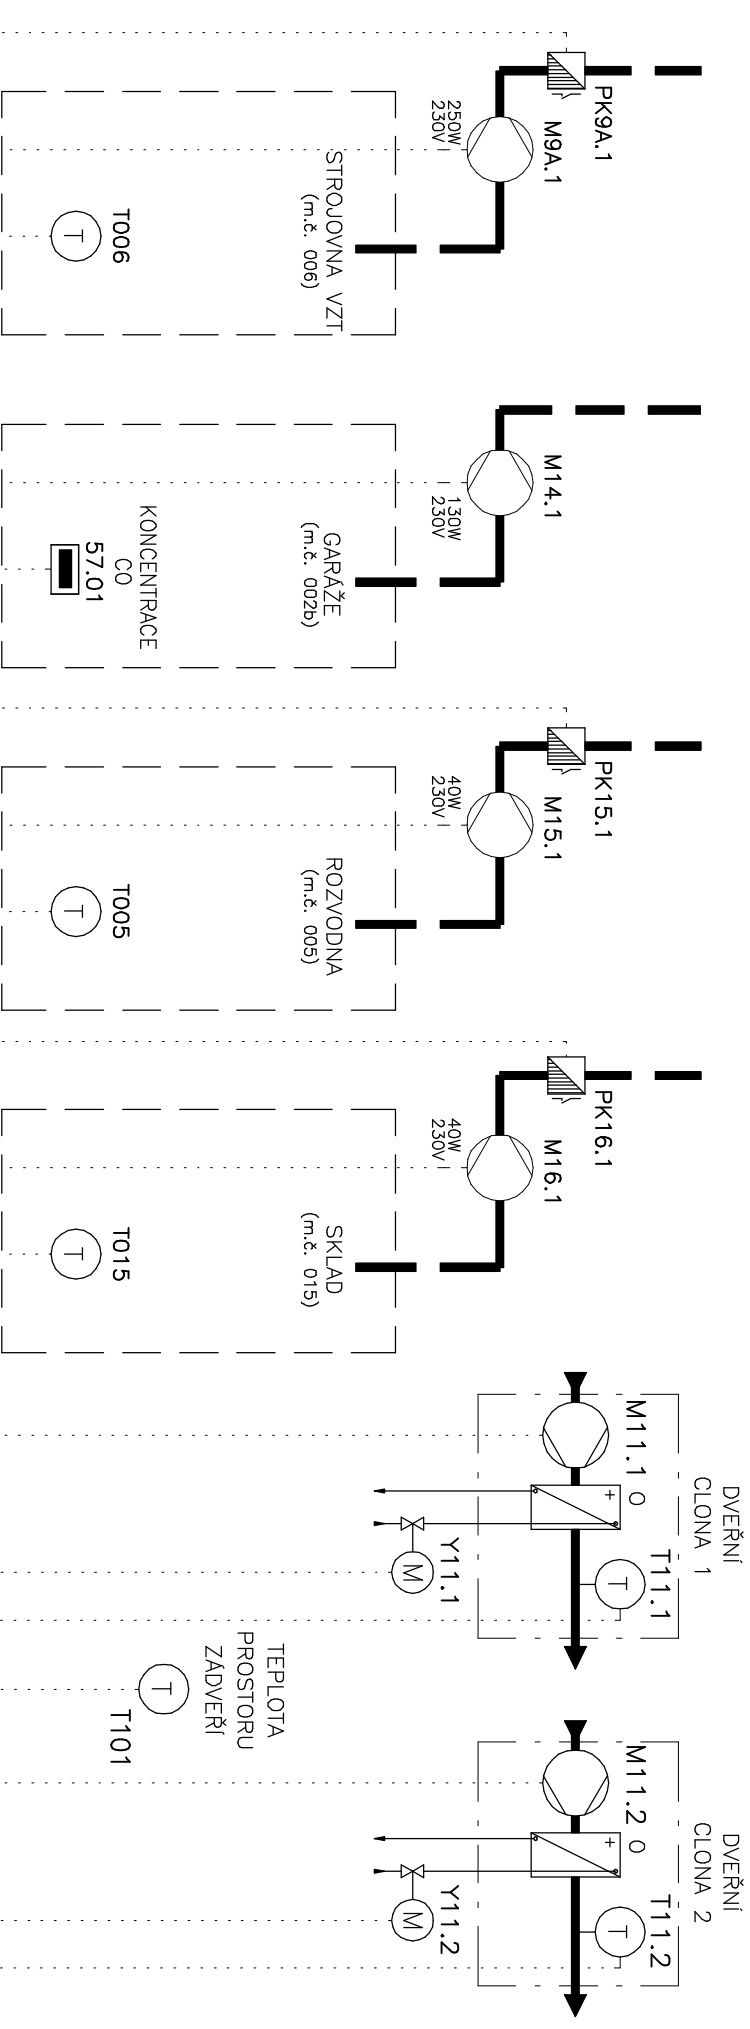 PK9A.1
M9A.1
250W
230V
STROJOVNA VZT
(m.č. 006)
T006
T
M14.1
130W
230V
GARÁŽE
(m.č. 002b)
KONCENTRACE
CO
57.01
PK15.1
M15.1
40W
230V
ROZVODNA
(m.č. 005)
T005
T
PK16.1
M16.1
40W
230V
SKLAD
(m.č. 015)
T015
T
DVEŘNÍ
CLONA 1
M11.1 O
+
T11.1
T
Y11.1
M
TEPLOTA
PROSTORU
ZÁDVEŘÍ
T
T101
DVEŘNÍ
CLONA 2
M11.2 O
+
T11.2
T
Y11.2
M